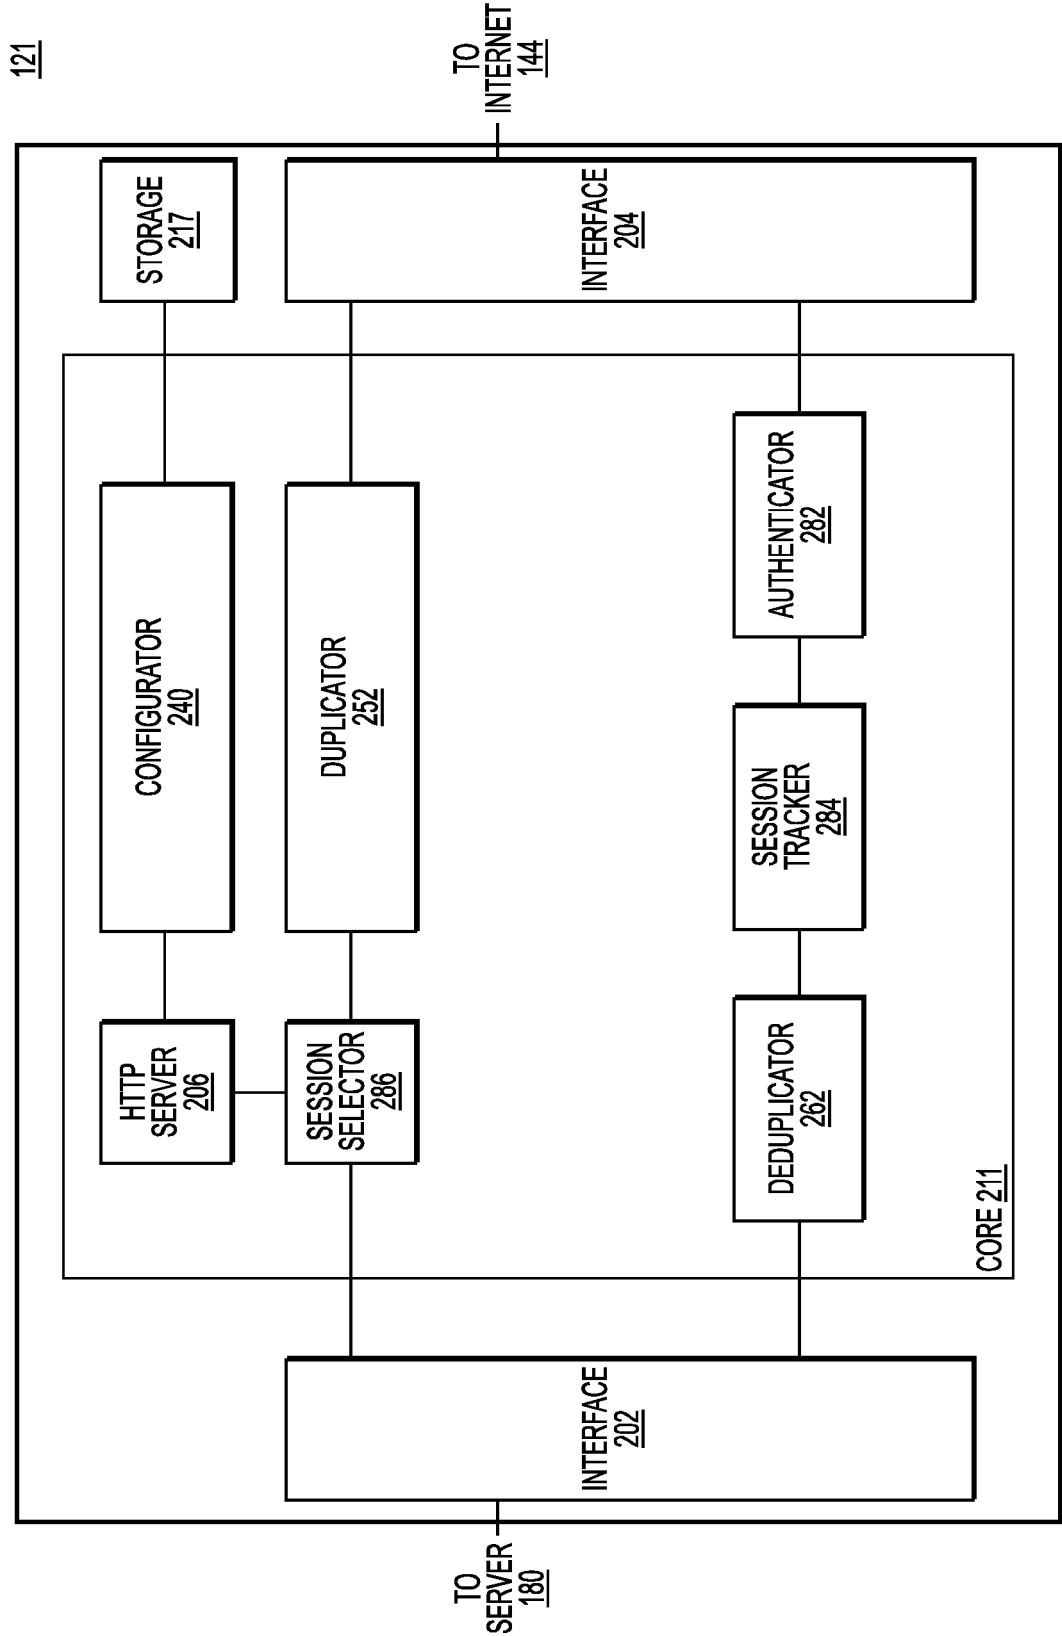 121
HTTP
SERVER
206
CONFIGURATOR
240
STORAGE
217
SESSION
SELECTOR
286
DUPLICATOR
252
TO
SERVER
180
INTERFACE
202
INTERFACE
204
TO
INTERNET
144
DEDUPLICATOR
262
SESSION
TRACKER
284
AUTHENTICATOR
282
CORE 211